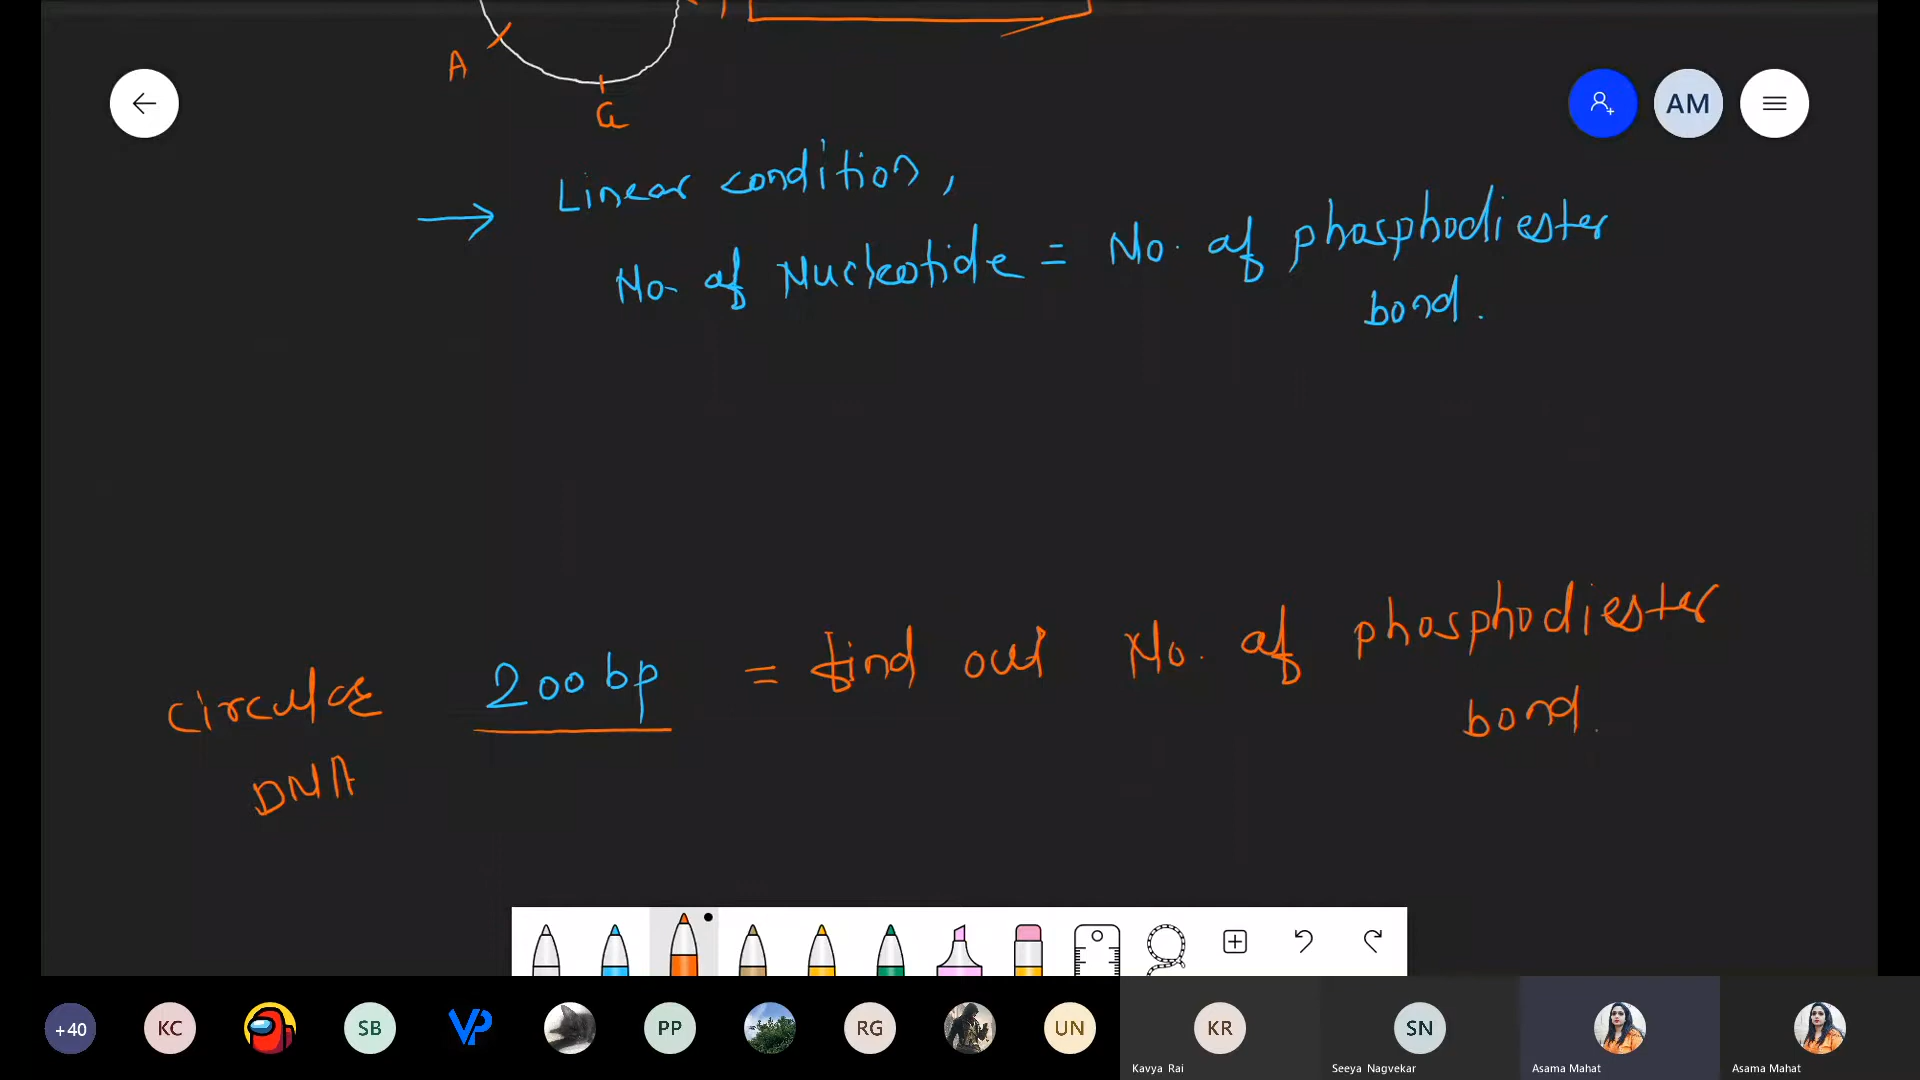 A
G
AM
Linear condition,
No. of Nucleotide = No. of phosphodiester
bond.
circular 200 bp = find out No. of phosphodiester
bond.
DNA
+40 KC SB VP PP RG UN KR SN
Kavya Rai Seeya Nagvekar Asama Mahat Asama Mahat